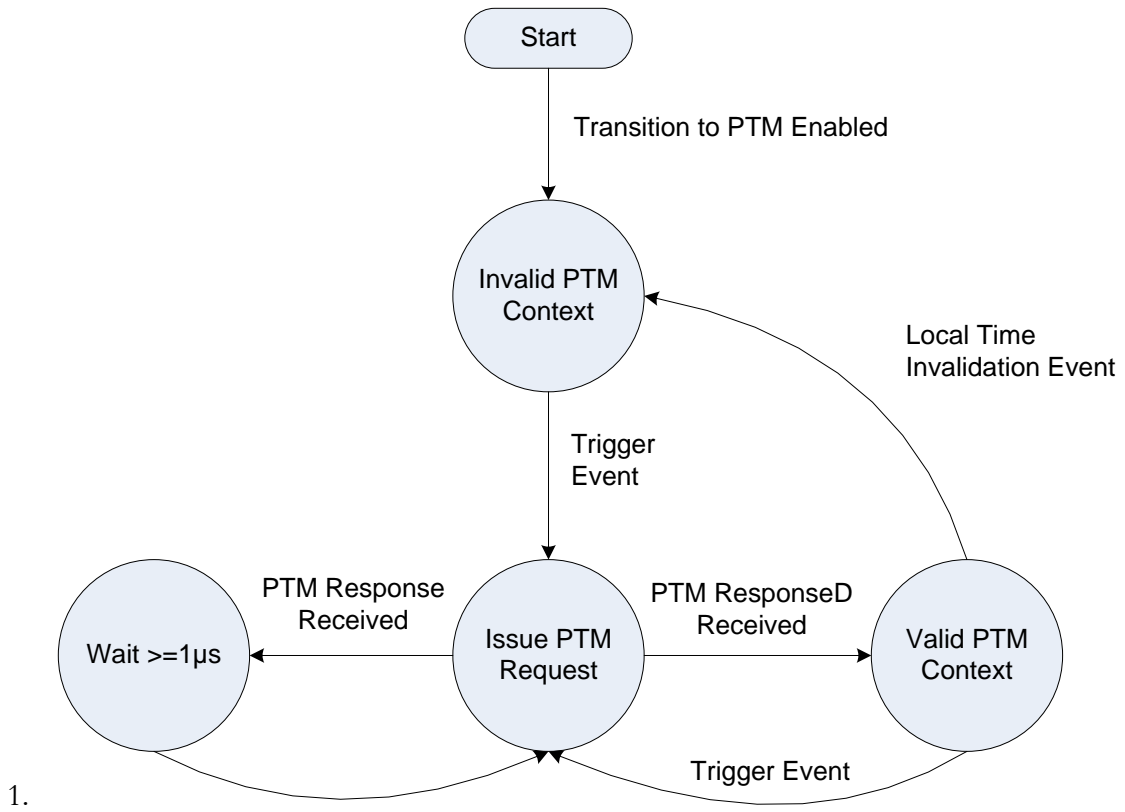 Start
Transition to PTM Enabled
Invalid PTM
Context
Local Time
Invalidation Event
Trigger
Event
PTM Response
Received
PTM ResponseD
Received
Wait >=1µs
Issue PTM
Request
Valid PTM
Context
Trigger Event
1.